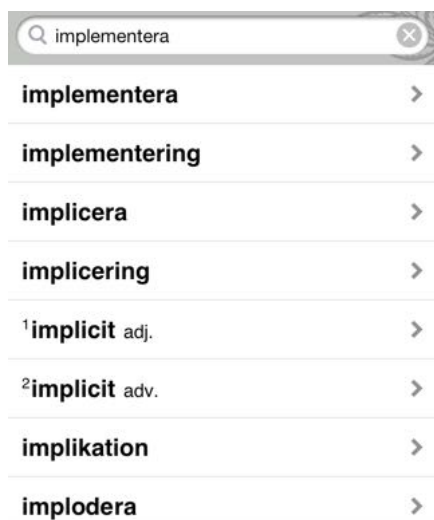 implementera
implementera
implementering
implicera
implicering
¹implicit adj.
²implicit adv.
implikation
implodera